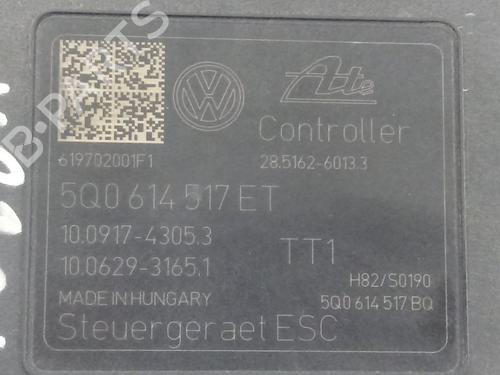 Ate
Controller
619702001F1
28.5162-6013.3
5Q0 614 517 ET
10.0917-4305.3
TT1
10.0629-3165.1
H82/S0190
MADE IN HUNGARY
5Q0 614 517 BQ
Steuergeraet ESC
B-PARTS